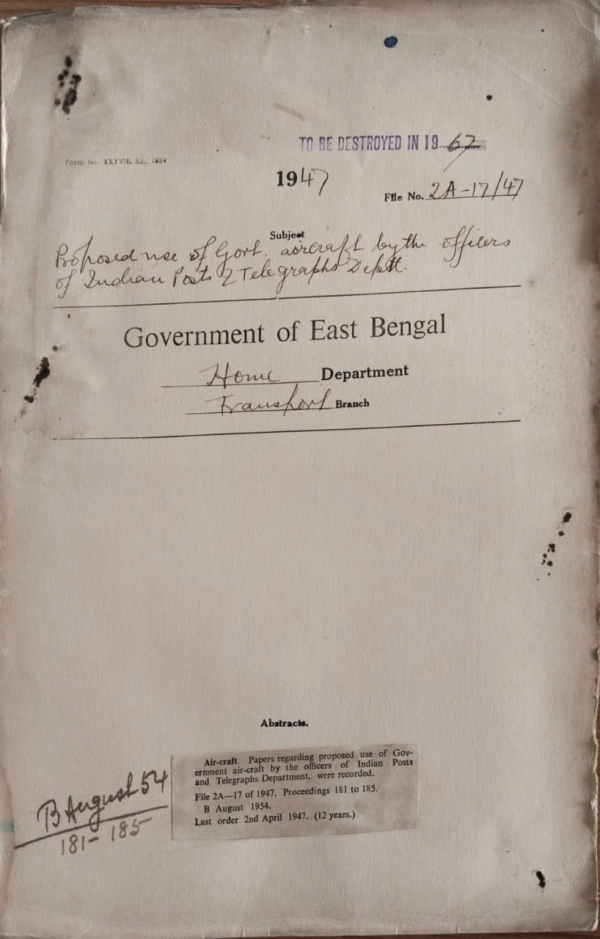 TO BE DESTROYED IN 19 67
Form No. XXXVIII, S.L. 1934
1947
File No. 2A-17/47
Subject
Proposed use of Govt. aircraft by the officers
of Indian Posts & Telegraphs Deptt.
Government of East Bengal
Home Department
Transport Branch
Abstracts.
Air-craft. Papers regarding proposed use of Gov-
ernment air-craft by the officers of Indian Posts
and Telegraphs Department, were recorded.
File 2A—17 of 1947. Proceedings 181 to 185.
B August 1954.
Last order 2nd April 1947. (12 years.)
B August 54
181-185